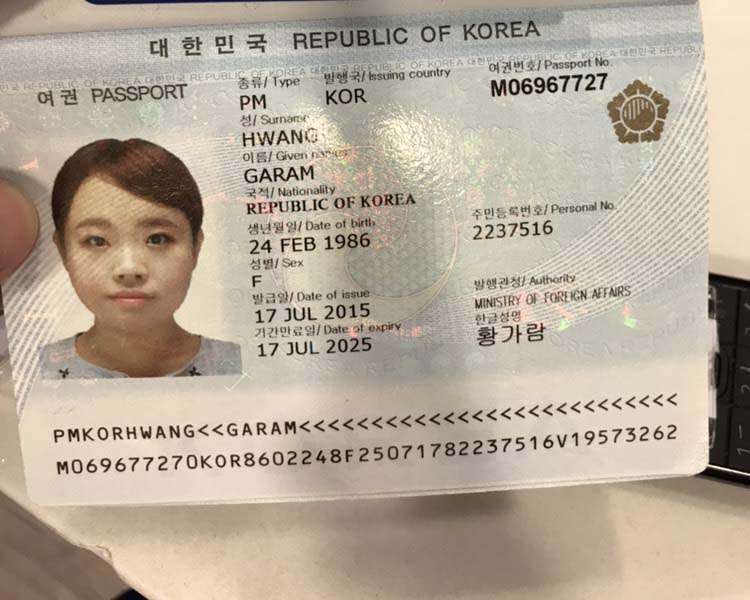 대한민국 REPUBLIC OF KOREA
여권 PASSPORT
종류/ Type
PM
발행국/ Issuing country
KOR
여권번호/ Passport No.
M06967727
성/ Surname
HWANG
이름/ Given names
GARAM
국적/ Nationality
REPUBLIC OF KOREA
생년월일/ Date of birth
24 FEB 1986
주민등록번호/ Personal No.
2237516
성별/ Sex
F
발급일/ Date of issue
17 JUL 2015
발행관청/ Authority
MINISTRY OF FOREIGN AFFAIRS
기간만료일/ Date of expiry
17 JUL 2025
한글성명
황가람
PMKORHWANG<<GARAM<<<<<<<<<<<<<<<<<<<<<<<<<<<
M069677270KOR8602248F25071782237516V19573262